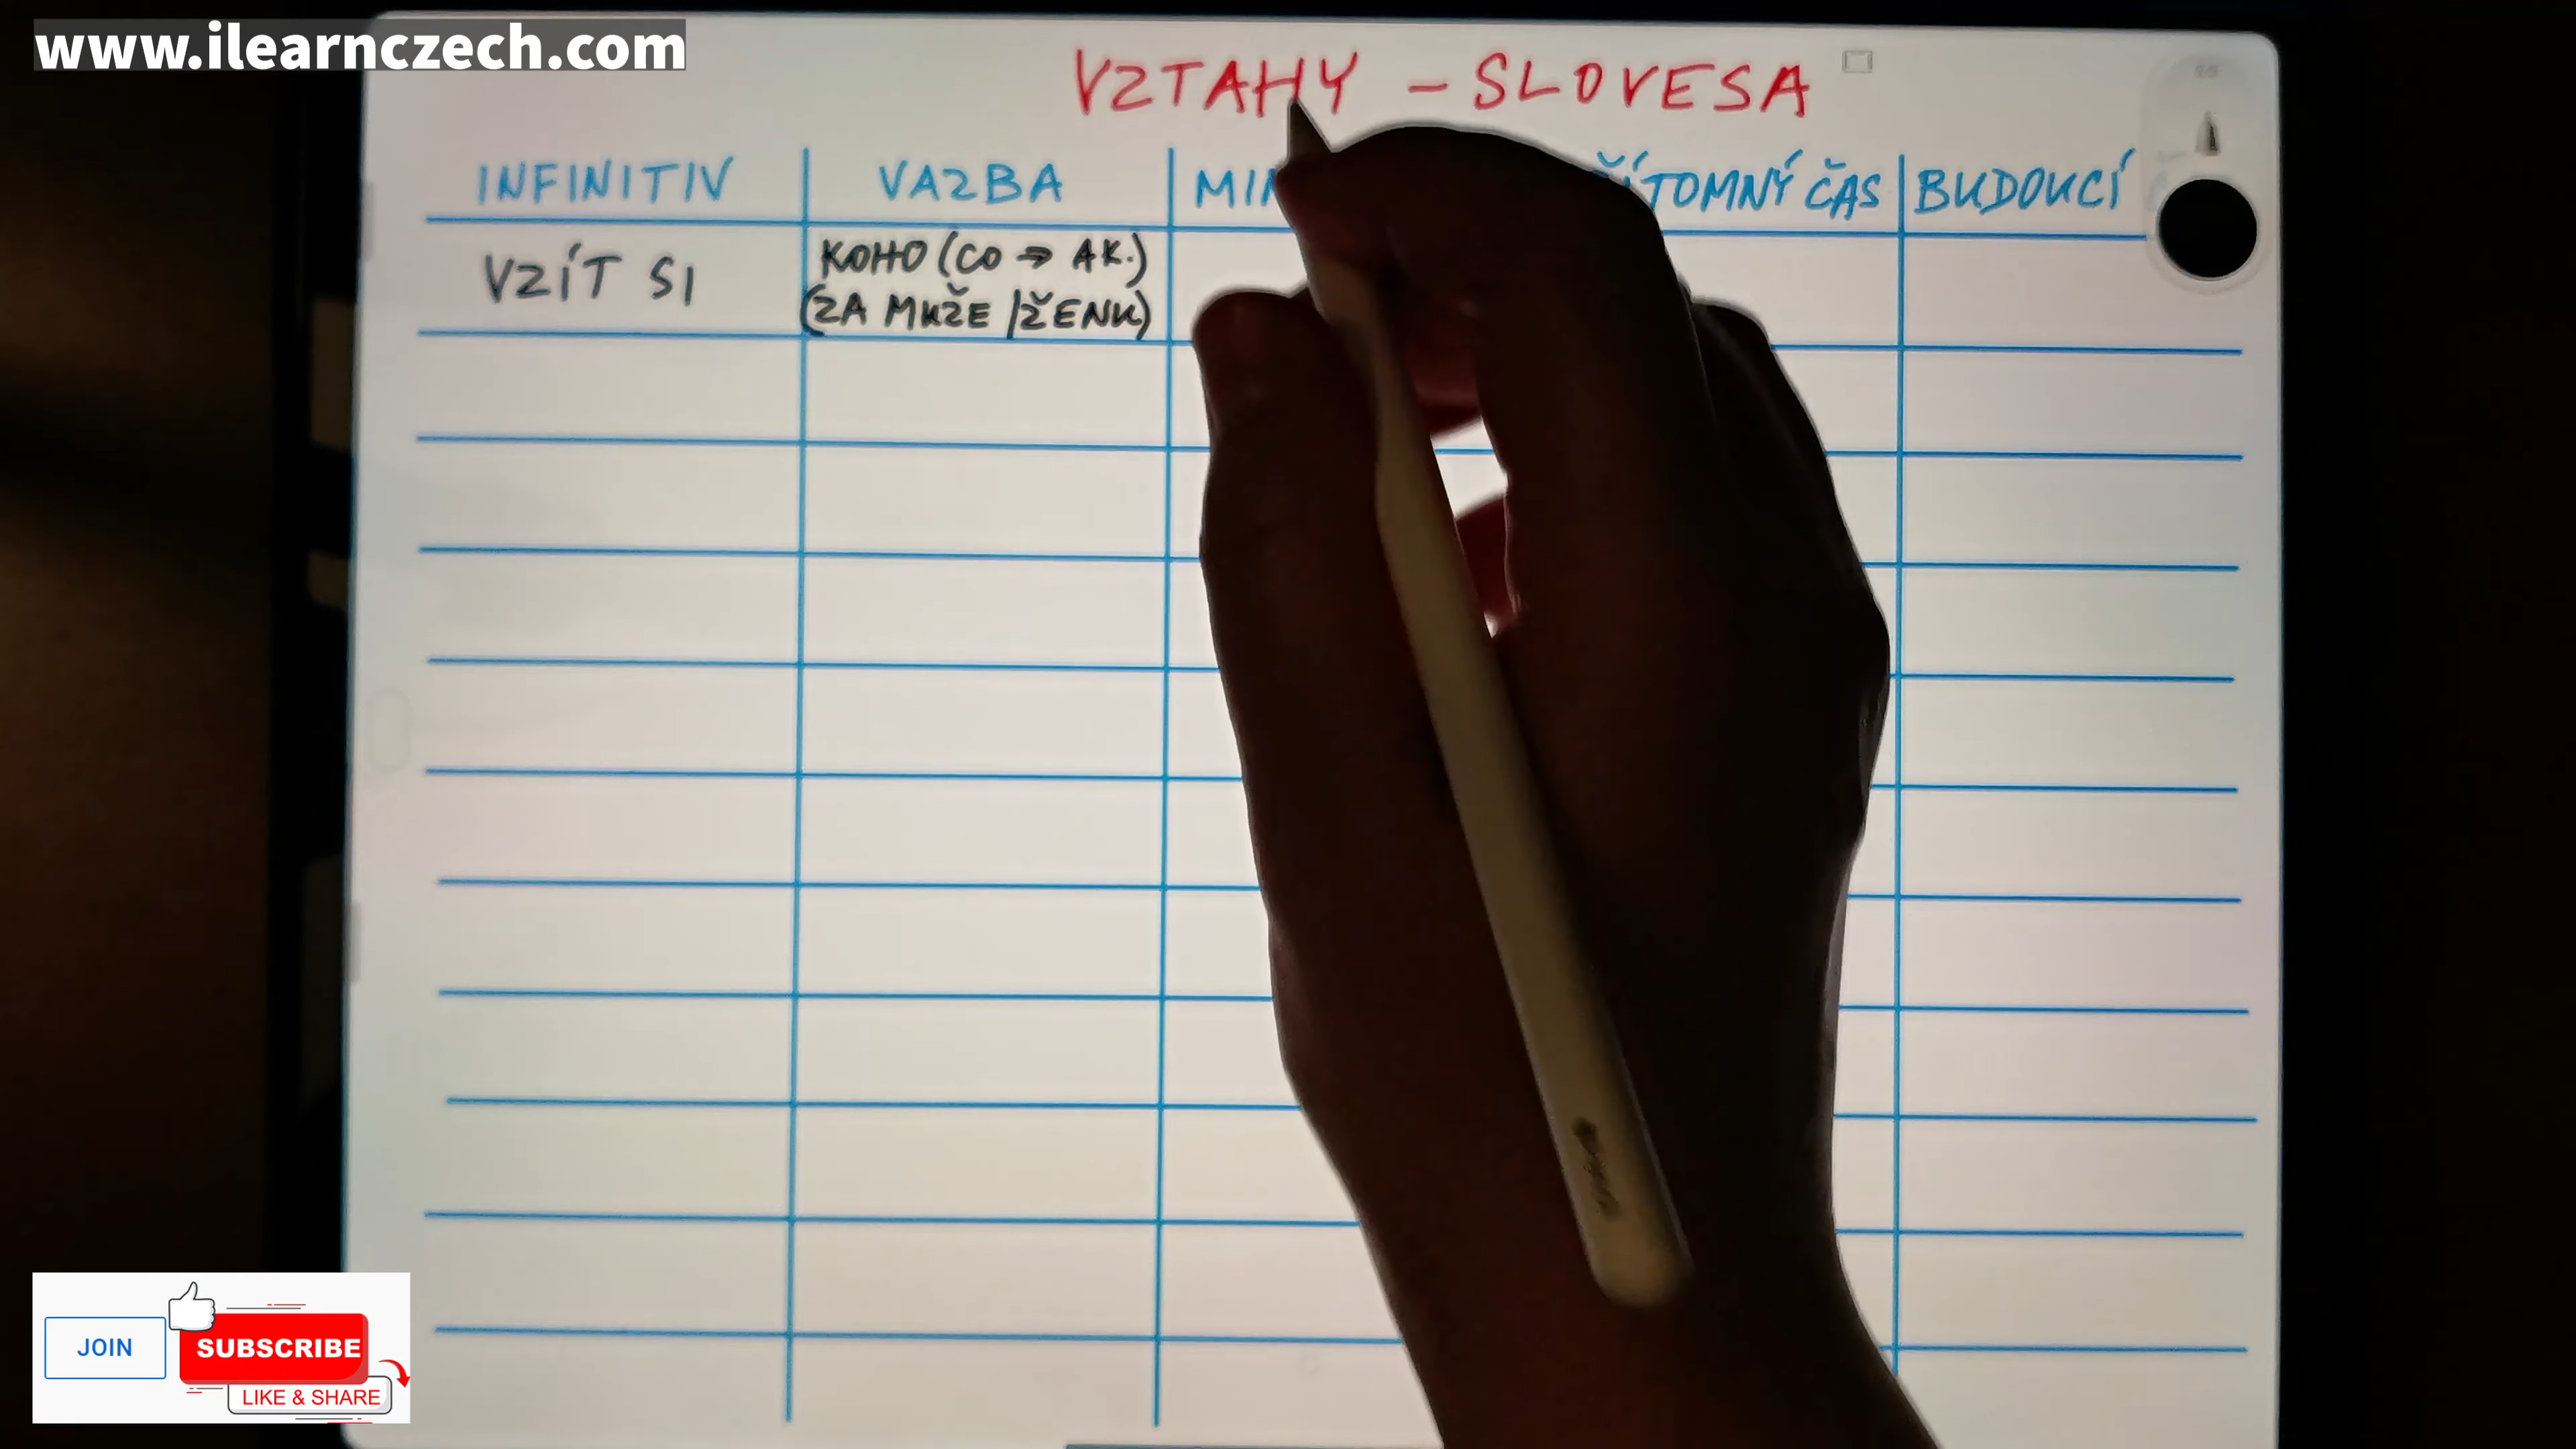 www.ilearnczech.com
VZTAHY - SLOVESA
INFINITIV VAZBA BUDOUCÍ
ČAS
VZÍT SI KOHO (CO → AK.)
(ZA MUŽE / ŽENU)
JOIN
SUBSCRIBE
LIKE & SHARE